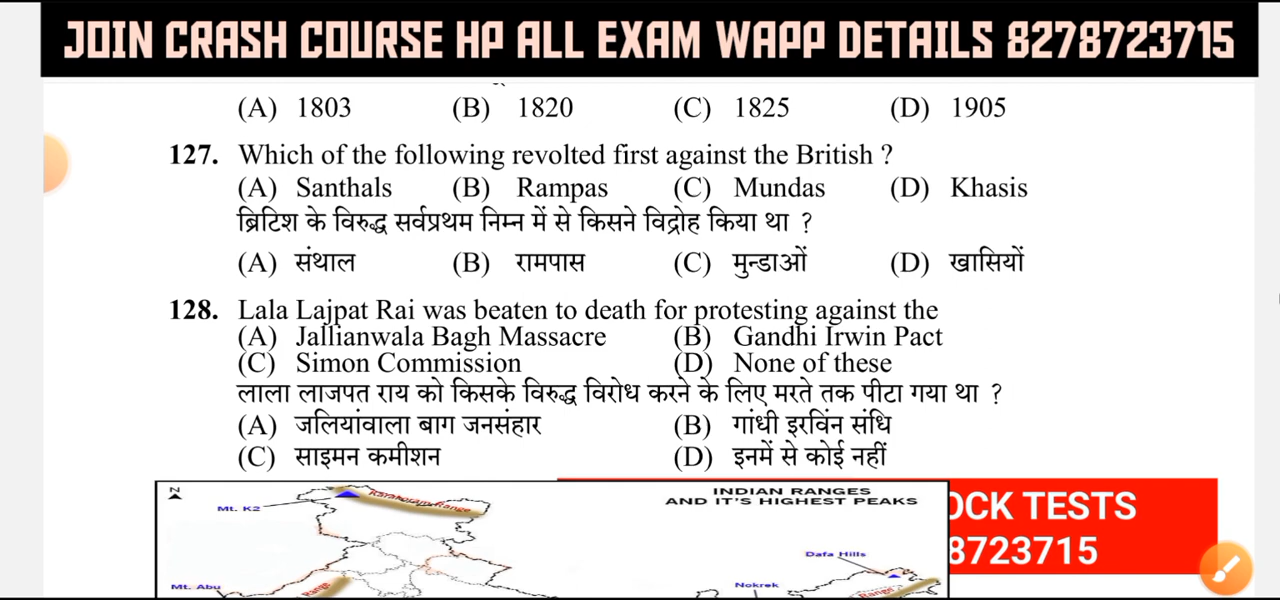 JOIN CRASH COURSE HP ALL EXAM WAPP DETAILS 8278723715
(A) 1803 (B) 1820 (C) 1825 (D) 1905
127. Which of the following revolted first against the British ?
(A) Santhals (B) Rampas (C) Mundas (D) Khasis
ब्रिटिश के विरुद्ध सर्वप्रथम निम्न में से किसने विद्रोह किया था ?
(A) संथाल (B) रामपास (C) मुन्डाओं (D) खासियों
128. Lala Lajpat Rai was beaten to death for protesting against the
(A) Jallianwala Bagh Massacre (B) Gandhi Irwin Pact
(C) Simon Commission (D) None of these
लाला लाजपत राय को किसके विरुद्ध विरोध करने के लिए मरते तक पीटा गया था ?
(A) जलियांवाला बाग जनसंहार (B) गांधी इरविंन संधि
(C) साइमन कमीशन (D) इनमें से कोई नहीं
N
Karakoram Range
INDIAN RANGES
AND IT'S HIGHEST PEAKS
Mt. K2
OCK TESTS
8723715
Dafa Hills
Mt. Abu
Range
Nokrek
Range